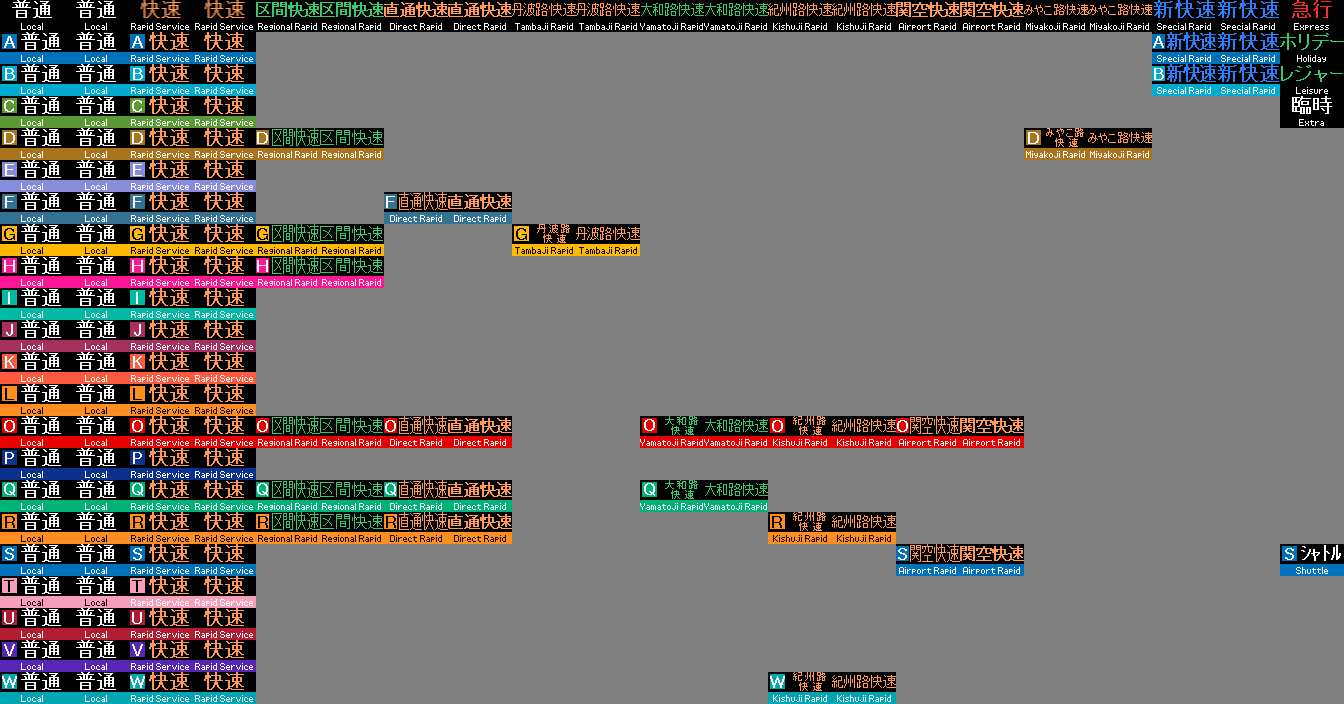 普通 普通 快速 快速 区間快速 区間快速 直通快速 直通快速 丹波路快速 丹波路快速 大和路快速 大和路快速 紀州路快速 紀州路快速 関空快速 関空快速 みやこ路快速 みやこ路快速 新快速 新快速 急行
Local Local Rapid Service Rapid Service Regional Rapid Regional Rapid Direct Rapid Direct Rapid Tambaji Rapid Tambaji Rapid Yamatoji Rapid Yamatoji Rapid Kishuji Rapid Kishuji Rapid Airport Rapid Airport Rapid Miyakoji Rapid Miyakoji Rapid Special Rapid Special Rapid Express
A 普通 普通 A 快速 快速 A 新快速 新快速 ホリデー
Local Local Rapid Service Rapid Service Special Rapid Special Rapid Holiday
B 普通 普通 B 快速 快速 B 新快速 新快速 レジャー
Local Local Rapid Service Rapid Service Special Rapid Special Rapid Leisure
C 普通 普通 C 快速 快速 臨時
Local Local Rapid Service Rapid Service Extra
D 普通 普通 D 快速 快速 D 区間快速 区間快速 D みやこ路快速 みやこ路快速
Local Local Rapid Service Rapid Service Regional Rapid Regional Rapid Miyakoji Rapid Miyakoji Rapid
E 普通 普通 E 快速 快速
Local Local Rapid Service Rapid Service
F 普通 普通 F 快速 快速 F 直通快速 直通快速
Local Local Rapid Service Rapid Service Direct Rapid Direct Rapid
G 普通 普通 G 快速 快速 G 区間快速 区間快速 G 丹波路快速 丹波路快速
Local Local Rapid Service Rapid Service Regional Rapid Regional Rapid Tambaji Rapid Tambaji Rapid
H 普通 普通 H 快速 快速 H 区間快速 区間快速
Local Local Rapid Service Rapid Service Regional Rapid Regional Rapid
I 普通 普通 I 快速 快速
Local Local Rapid Service Rapid Service
J 普通 普通 J 快速 快速
Local Local Rapid Service Rapid Service
K 普通 普通 K 快速 快速
Local Local Rapid Service Rapid Service
L 普通 普通 L 快速 快速
Local Local Rapid Service Rapid Service
O 普通 普通 O 快速 快速 O 区間快速 区間快速 O 直通快速 直通快速 O 大和路快速 大和路快速 O 紀州路快速 紀州路快速 O 関空快速 関空快速
Local Local Rapid Service Rapid Service Regional Rapid Regional Rapid Direct Rapid Direct Rapid Yamatoji Rapid Yamatoji Rapid Kishuji Rapid Kishuji Rapid Airport Rapid Airport Rapid
P 普通 普通 P 快速 快速
Local Local Rapid Service Rapid Service
Q 普通 普通 Q 快速 快速 Q 区間快速 区間快速 Q 直通快速 直通快速 Q 大和路快速 大和路快速
Local Local Rapid Service Rapid Service Regional Rapid Regional Rapid Direct Rapid Direct Rapid Yamatoji Rapid Yamatoji Rapid
R 普通 普通 R 快速 快速 R 区間快速 区間快速 R 直通快速 直通快速 R 紀州路快速 紀州路快速
Local Local Rapid Service Rapid Service Regional Rapid Regional Rapid Direct Rapid Direct Rapid Kishuji Rapid Kishuji Rapid
S 普通 普通 S 快速 快速 S 関空快速 関空快速 S シャトル
Local Local Rapid Service Rapid Service Airport Rapid Airport Rapid Shuttle
T 普通 普通 T 快速 快速
Local Local Rapid Service Rapid Service
U 普通 普通 U 快速 快速
Local Local Rapid Service Rapid Service
V 普通 普通 V 快速 快速
Local Local Rapid Service Rapid Service
W 普通 普通 W 快速 快速 W 紀州路快速 紀州路快速
Local Local Rapid Service Rapid Service Kishuji Rapid Kishuji Rapid